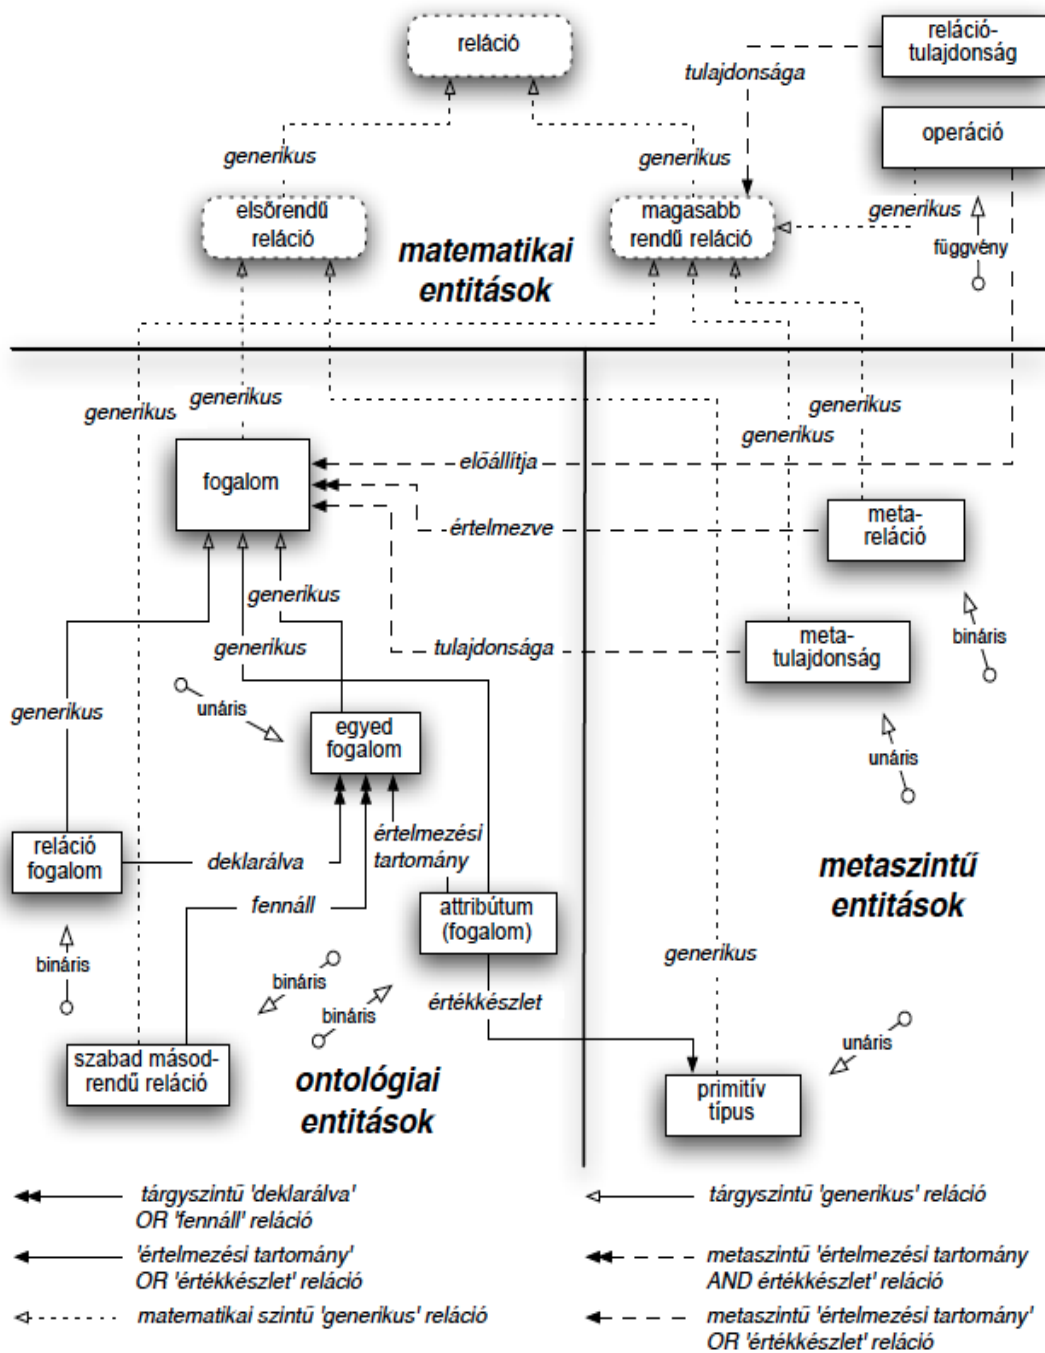 reláció
reláció-
tulajdonság
tulajdonsága
operáció
generikus
generikus
generikus
elsőrendű
reláció
magasabb
rendű reláció
függvény
matematikai
entitások
generikus
generikus
generikus
generikus
fogalom
előállítja
értelmezve
meta-
reláció
generikus
generikus
tulajdonsága
meta-
tulajdonság
bináris
generikus
unáris
egyed
fogalom
unáris
értelmezési
tartomány
reláció
fogalom
deklarálva
fennáll
attribútum
(fogalom)
metaszintű
entitások
generikus
bináris
bináris
bináris
értékkészlet
unáris
szabad másod-
rendű reláció
ontológiai
entitások
primitív
típus
tárgyszintű 'deklarálva'
OR 'fennáll' reláció
tárgyszintű 'generikus' reláció
'értelmezési tartomány'
OR 'értékkészlet' reláció
metaszintű 'értelmezési tartomány
AND értékkészlet' reláció
matematikai szintű 'generikus' reláció
metaszintű 'értelmezési tartomány'
OR 'értékkészlet' reláció